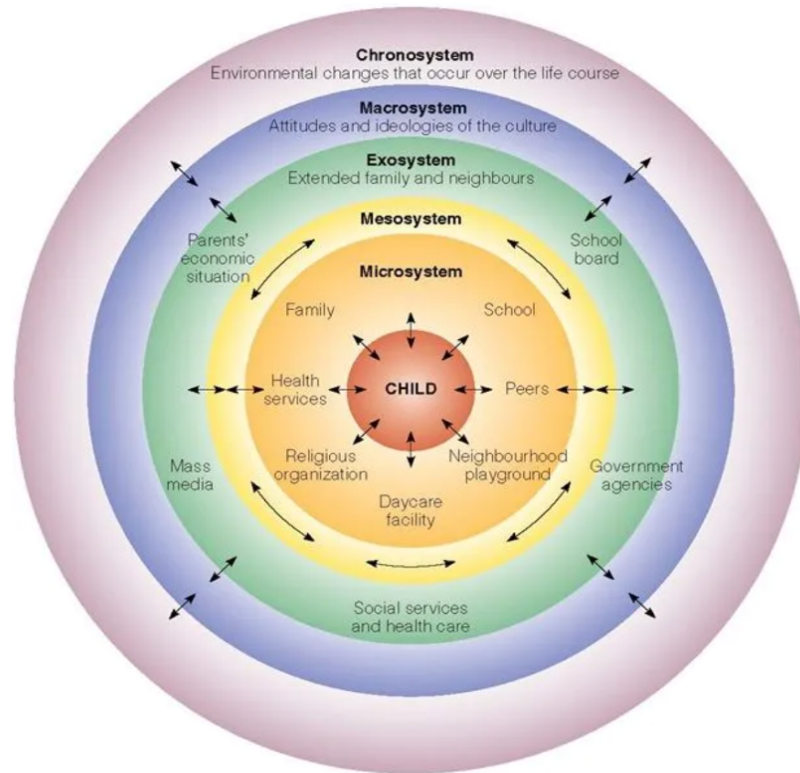 Chronosystem
Environmental changes that occur over the life course
Macrosystem
Attitudes and ideologies of the culture
Exosystem
Extended family and neighbours
Mesosystem
Parents'
economic
situation
School
board
Microsystem
Family
School
Health
services
CHILD
Peers
Religious
organization
Neighbourhood
playground
Mass
media
Government
agencies
Daycare
facility
Social services
and health care